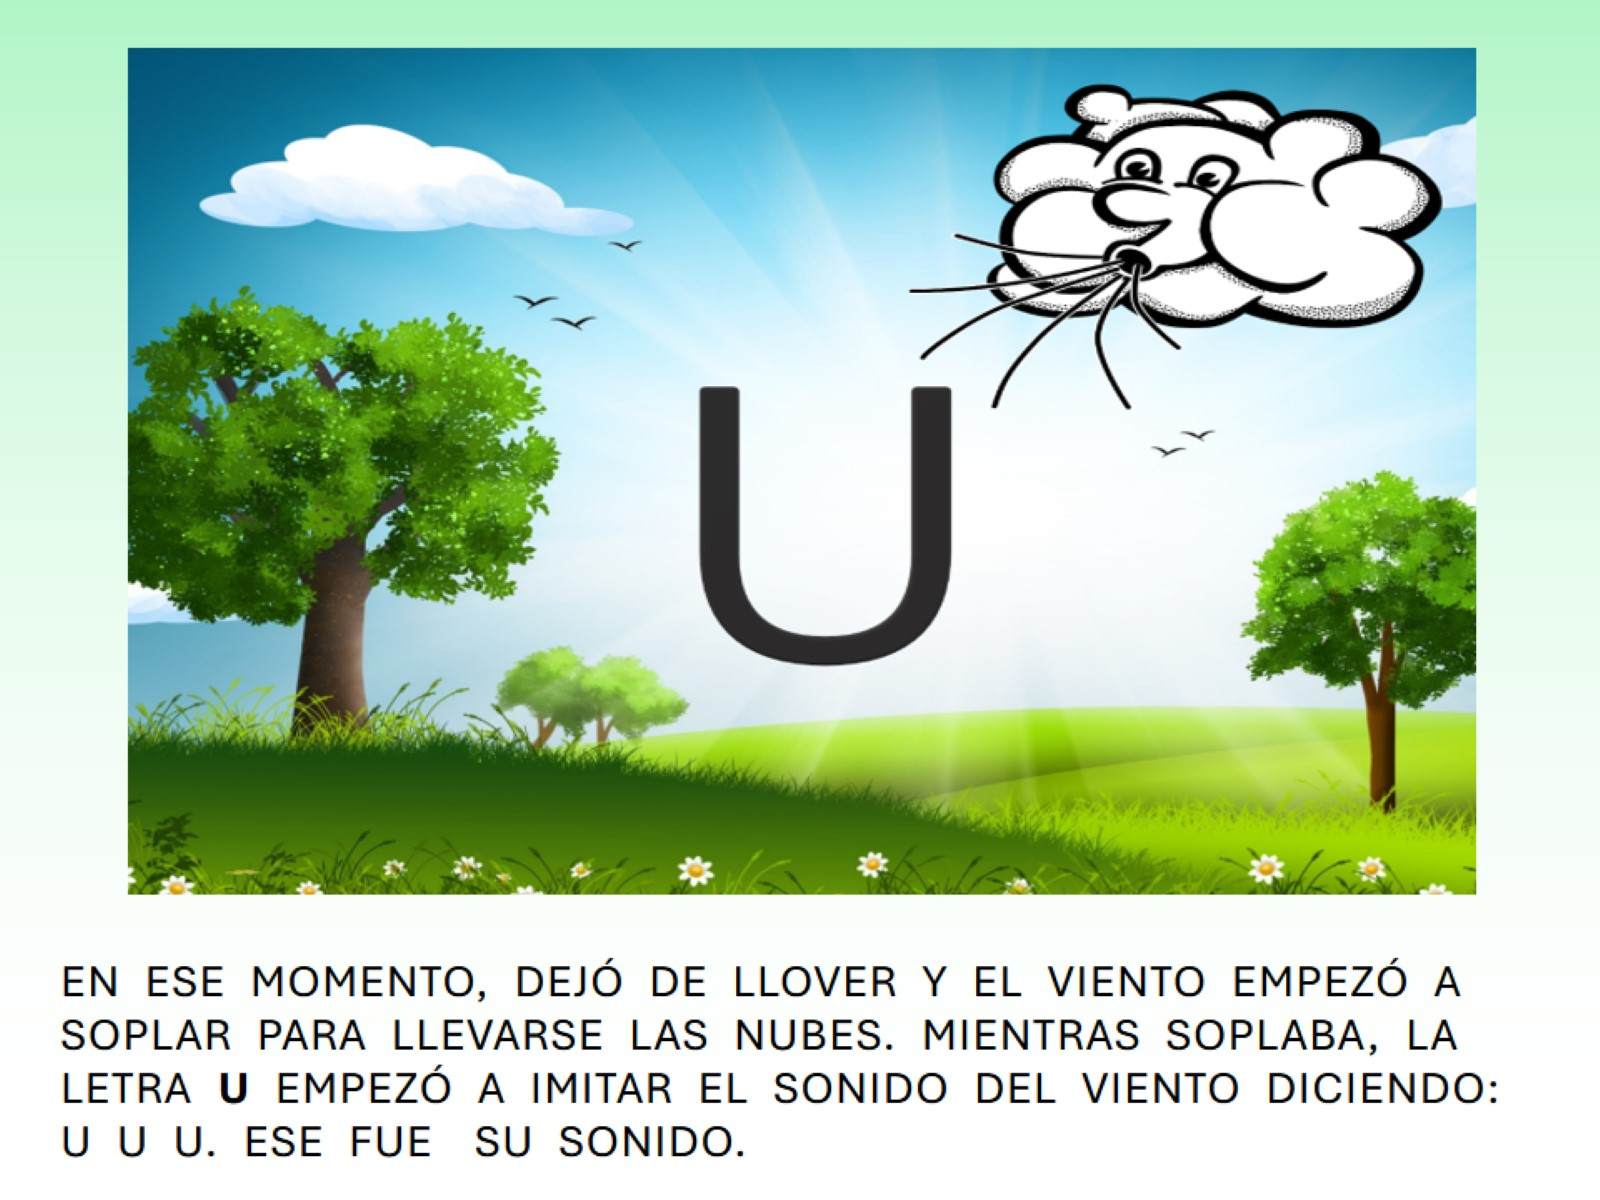 U
EN ESE MOMENTO, DEJÓ DE LLOVER Y EL VIENTO EMPEZÓ A
SOPLAR PARA LLEVARSE LAS NUBES. MIENTRAS SOPLABA, LA
LETRA U EMPEZÓ A IMITAR EL SONIDO DEL VIENTO DICIENDO:
U U U. ESE FUE SU SONIDO.